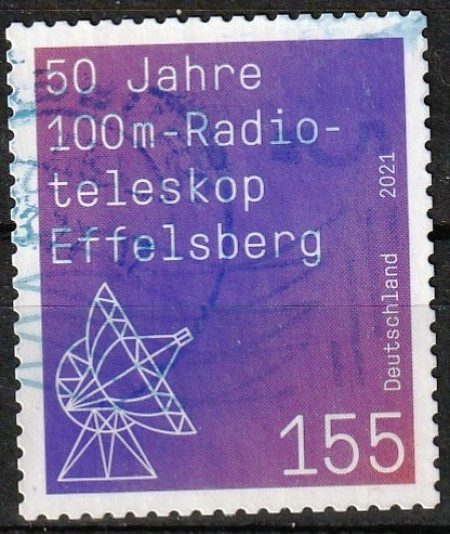 50 Jahre
100m-Radio-
teleskop
Effelsberg
Deutschland 2021
155